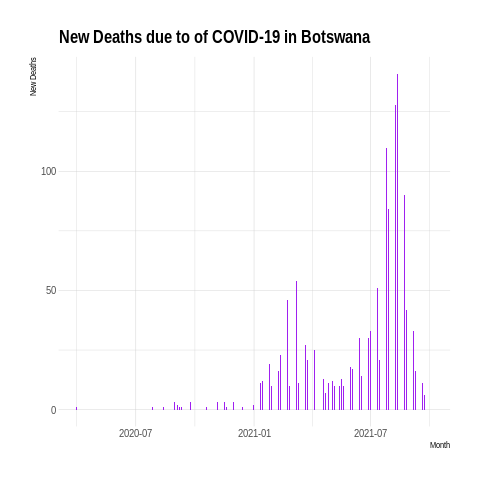 New Deaths due to of COVID-19 in Botswana
New Deaths
100
50
0
2020-07
2021-01
2021-07
Month